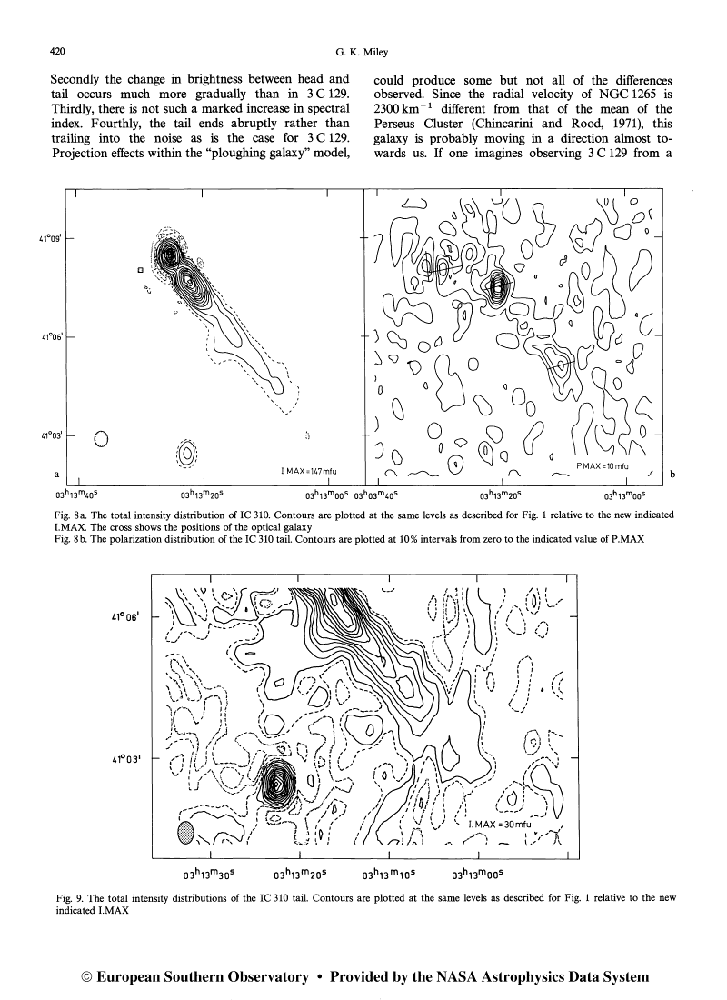 420
G. K. Miley
Secondly the change in brightness between head and
tail occurs much more gradually than in 3 C 129.
Thirdly, there is not such a marked increase in spectral
index. Fourthly, the tail ends abruptly rather than
trailing into the noise as is the case for 3 C 129.
Projection effects within the “ploughing galaxy” model,
could produce some but not all of the differences
observed. Since the radial velocity of NGC 1265 is
2300 km⁻¹ different from that of the mean of the
Perseus Cluster (Chincarini and Rood, 1971), this
galaxy is probably moving in a direction almost to-
wards us. If one imagines observing 3 C 129 from a
41°09'
41°06'
41°03'
a
I MAX = 147 mfu
P MAX = 10 mfu
b
03ʰ13ᵐ40ˢ 03ʰ13ᵐ20ˢ 03ʰ13ᵐ00ˢ 03ʰ03ᵐ40ˢ 03ʰ13ᵐ20ˢ 03ʰ13ᵐ00ˢ
Fig. 8a. The total intensity distribution of IC 310. Contours are plotted at the same levels as described for Fig. 1 relative to the new indicated
I.MAX. The cross shows the positions of the optical galaxy
Fig. 8b. The polarization distribution of the IC 310 tail. Contours are plotted at 10% intervals from zero to the indicated value of P.MAX
41°06'
41°03'
I. MAX = 30 mfu
03ʰ13ᵐ30ˢ 03ʰ13ᵐ20ˢ 03ʰ13ᵐ10ˢ 03ʰ13ᵐ00ˢ
Fig. 9. The total intensity distributions of the IC 310 tail. Contours are plotted at the same levels as described for Fig. 1 relative to the new
indicated I.MAX
© European Southern Observatory • Provided by the NASA Astrophysics Data System